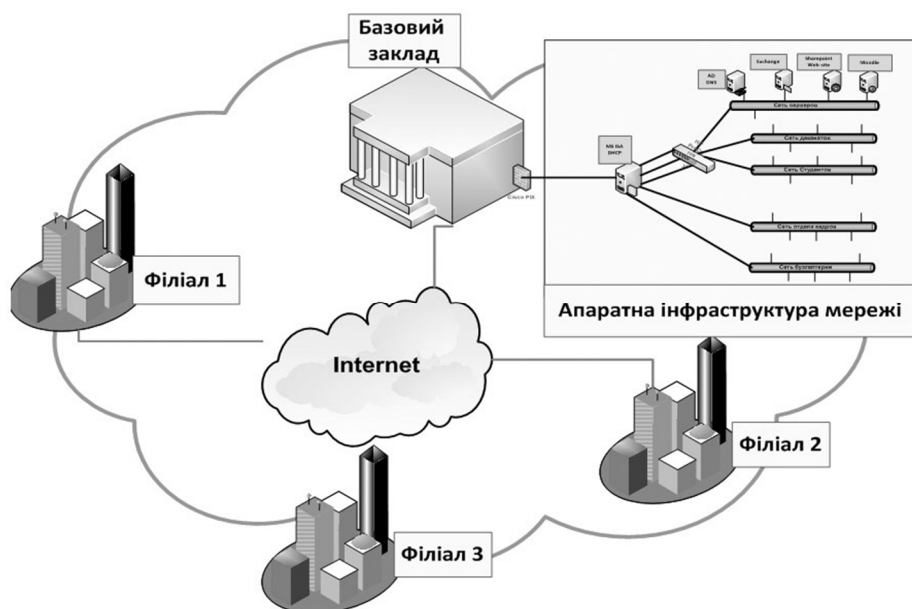 Базовий
заклад
AD
DNS
Exchange
Sharepoint
Web-site
Moodle
Сеть серверов
MS ISA
DHCP
Сеть деканатов
Сеть Студентов
Cisco PIX
Сеть отдела кадров
Сеть бухгалтерии
Апаратна інфраструктура мережі
Філіал 1
Internet
Філіал 2
Філіал 3